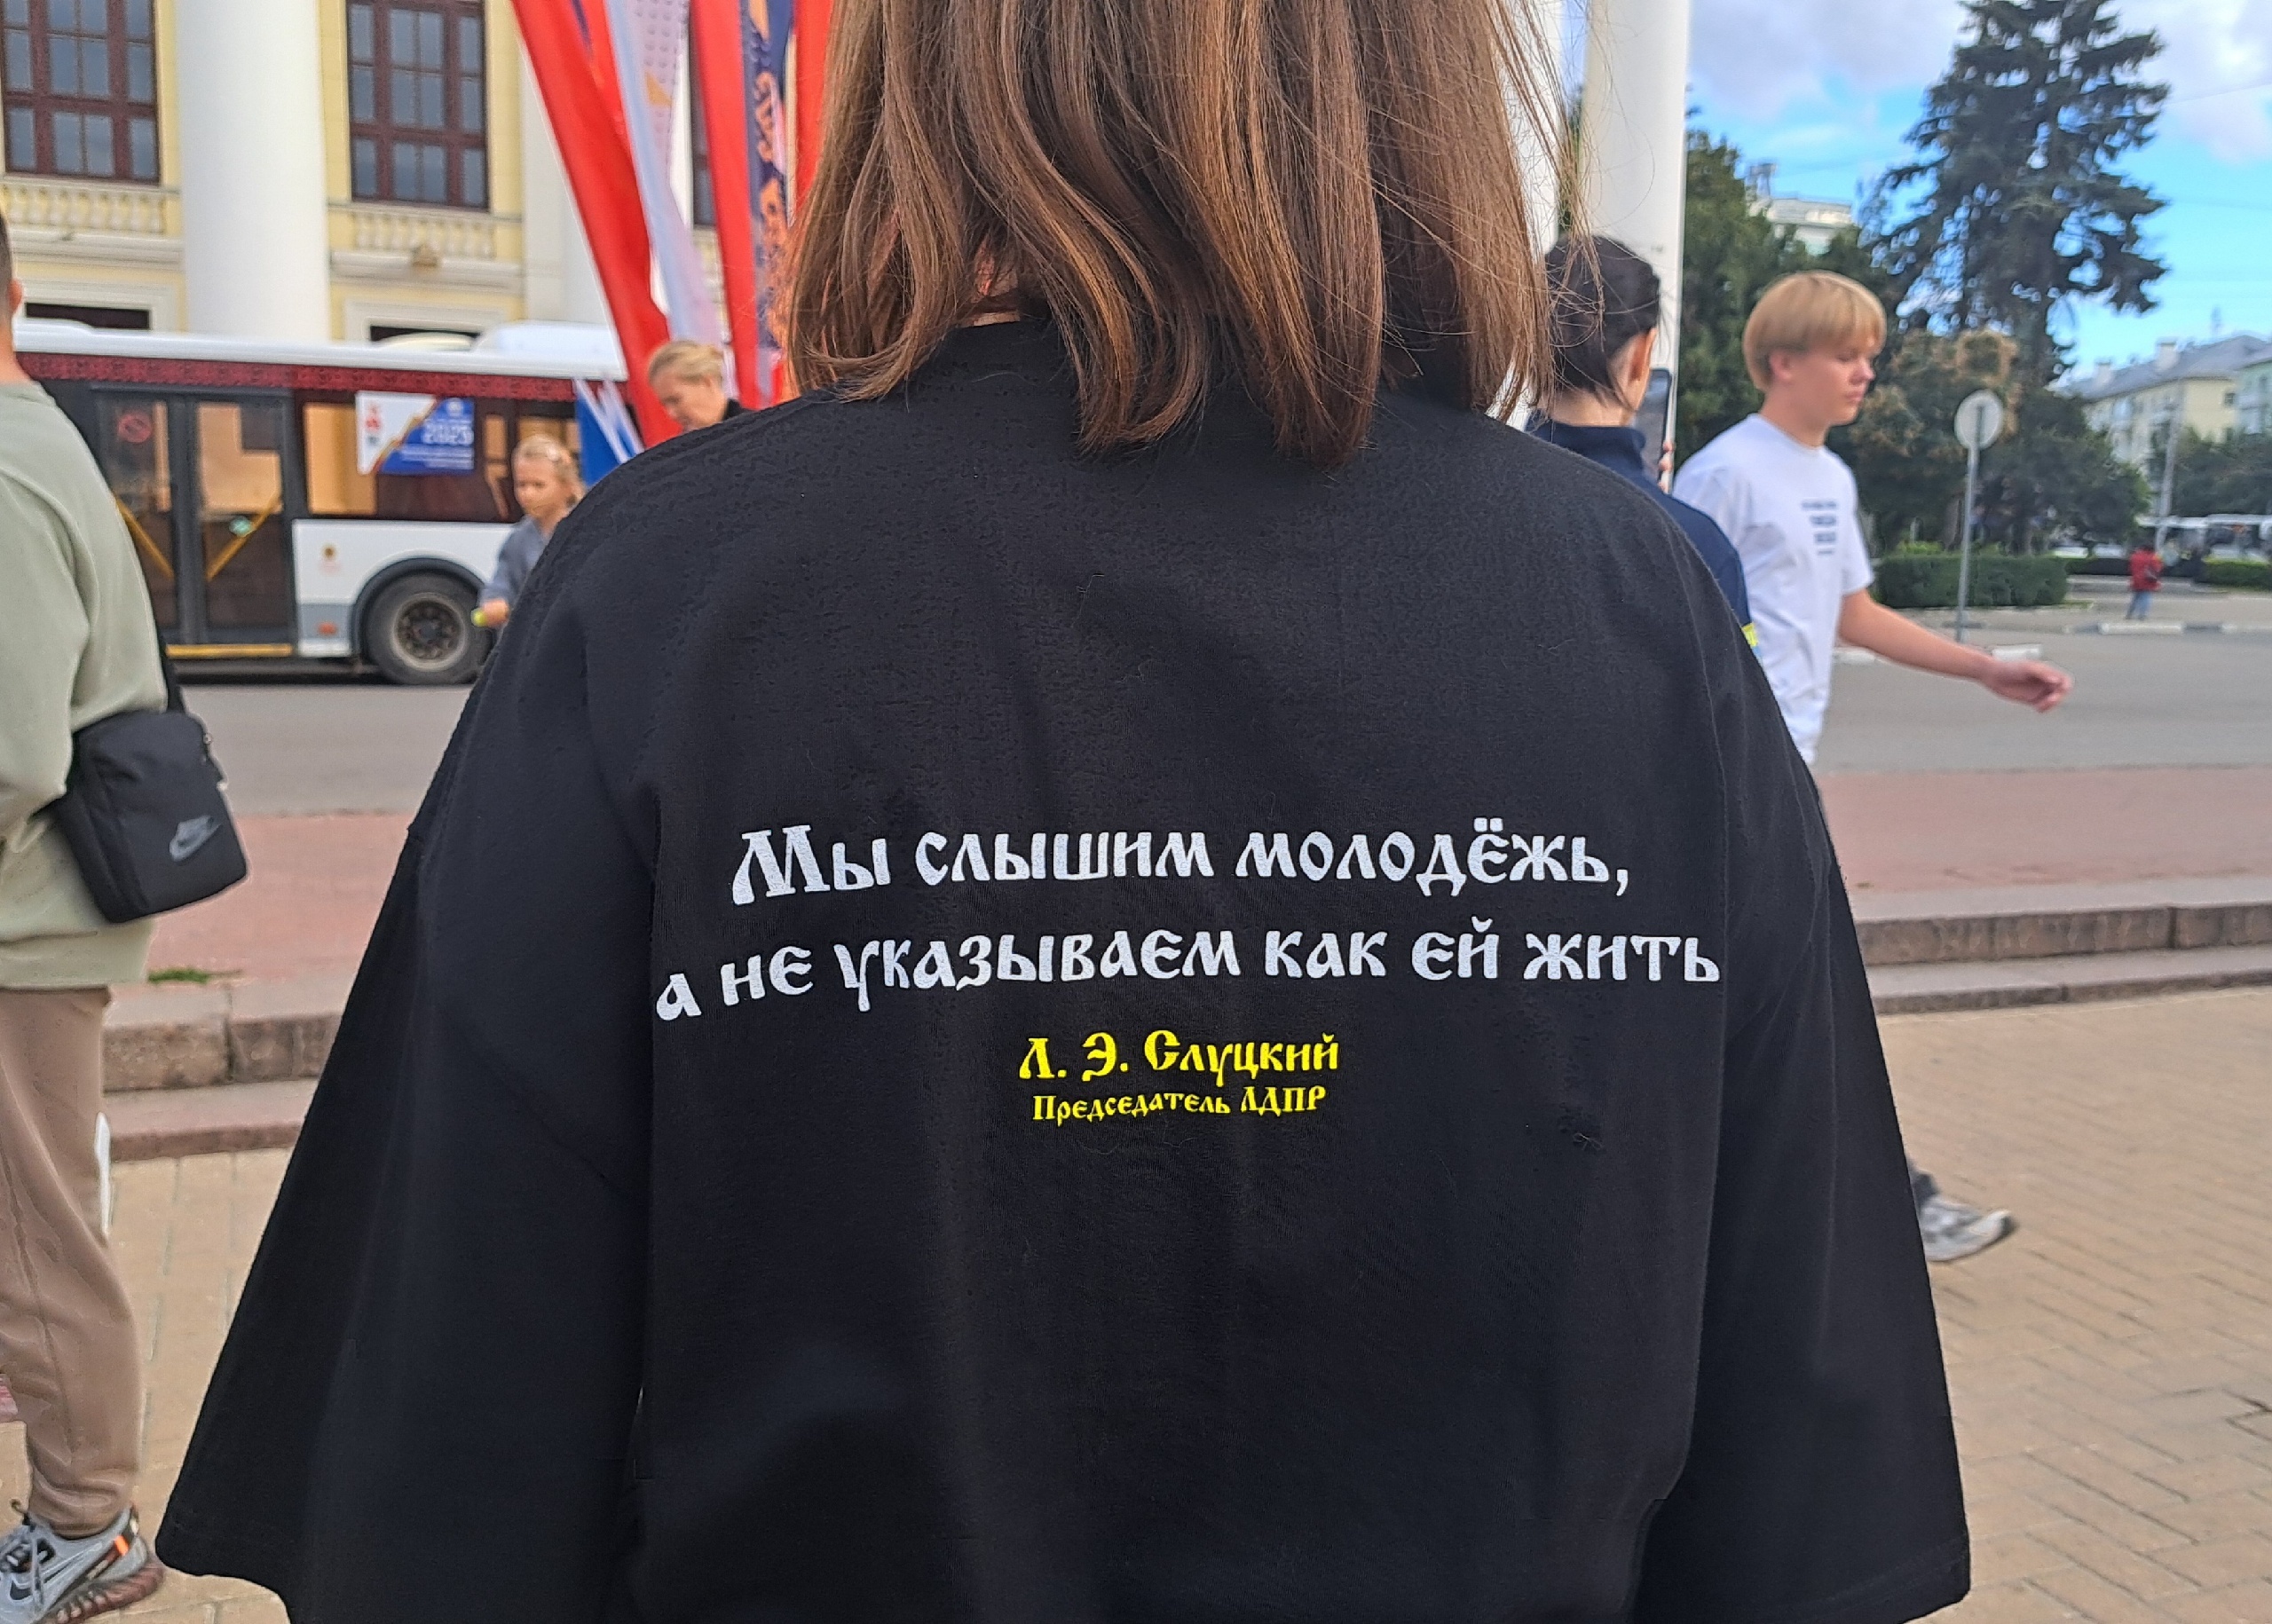 Мы слышим молодёжь,
а не указываем как ей жить
Л. Э. Слуцкий
Председатель ЛДПР